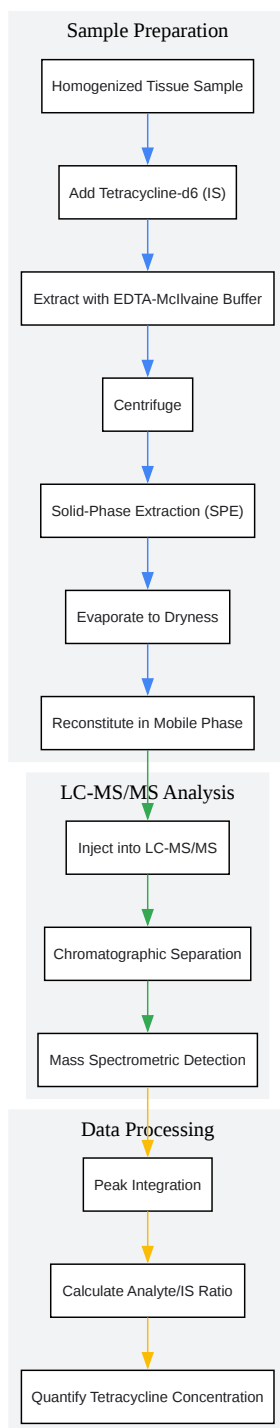 Sample Preparation
Homogenized Tissue Sample
Add Tetracycline-d6 (IS)
Extract with EDTA-McIlvaine Buffer
Centrifuge
Solid-Phase Extraction (SPE)
Evaporate to Dryness
Reconstitute in Mobile Phase
LC-MS/MS Analysis
Inject into LC-MS/MS
Chromatographic Separation
Mass Spectrometric Detection
Data Processing
Peak Integration
Calculate Analyte/IS Ratio
Quantify Tetracycline Concentration